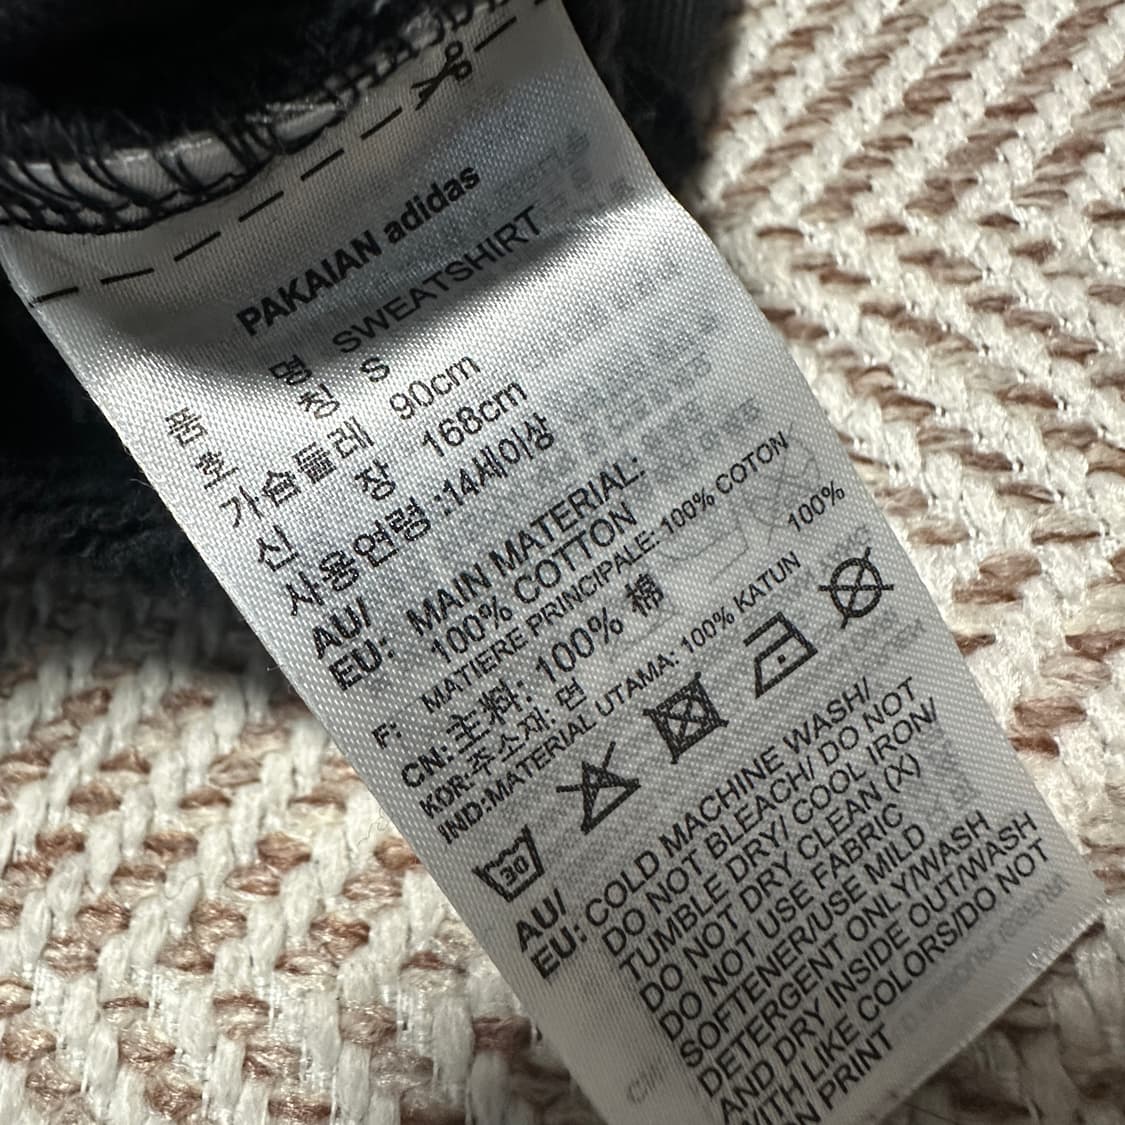 PAKAIAN adidas
품 명 SWEATSHIRT
호 칭 S
가슴둘레 90cm
신 장 168cm
사용연령 :14세이상
AU/ MAIN MATERIAL:
EU: 100% COTTON
F: MATIERE PRINCIPALE: 100% COTON
CN: 主料: 100% 棉
KOR:주소재: 면 100%
IND:MATERIAL UTAMA: 100% KATUN
30
AU/
EU: COLD MACHINE WASH/
DO NOT BLEACH/ DO NOT
TUMBLE DRY/ COOL IRON/
DO NOT DRY CLEAN (X)
DO NOT USE FABRIC
SOFTENER/USE MILD
DETERGENT ONLY/WASH
AND DRY INSIDE OUT/WASH
WITH LIKE COLORS/DO NOT
PRINT